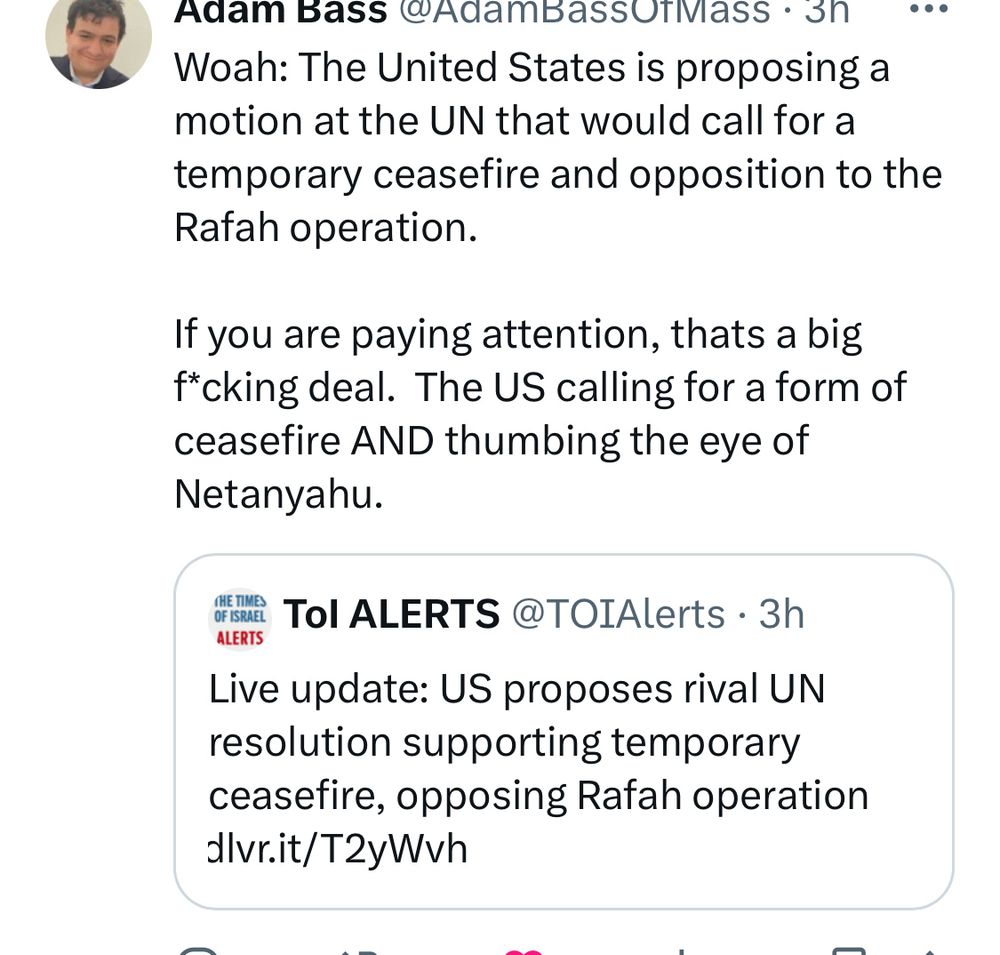 Adam Bass @AdamBassOfMass · 3h
Woah: The United States is proposing a
motion at the UN that would call for a
temporary ceasefire and opposition to the
Rafah operation.
If you are paying attention, thats a big
f*cking deal.  The US calling for a form of
ceasefire AND thumbing the eye of
Netanyahu.
THE TIMES
OF ISRAEL
ALERTS
ToI ALERTS @TOIAlerts · 3h
Live update: US proposes rival UN
resolution supporting temporary
ceasefire, opposing Rafah operation
dlvr.it/T2yWvh